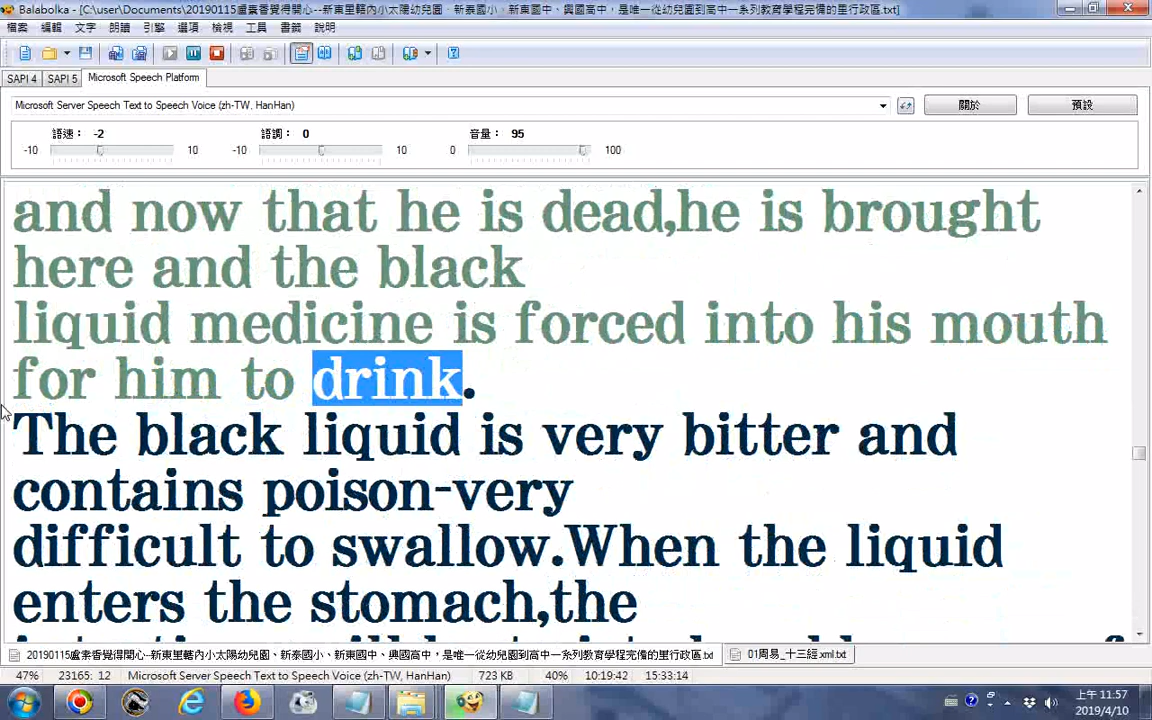 Balabolka - [C:\user\Documents\20190115盧素香覺得開心--新東里轄內小太陽幼兒園、新泰國小、新東國中、興國高中，是唯一從幼兒園到高中一系列教育學程完備的里行政區.txt]
檔案 編輯 文字 朗讀 引擎 選項 檢視 工具 書籤 說明
SAPI 4 SAPI 5 Microsoft Speech Platform
Microsoft Server Speech Text to Speech Voice (zh-TW, HanHan) 關於 預設
語速： -2 語調： 0 音量： 95
-10 10 -10 10 0 100
and now that he is dead,he is brought
here and the black
liquid medicine is forced into his mouth
for him to drink.
The black liquid is very bitter and
contains poison-very
difficult to swallow.When the liquid
enters the stomach,the
20190115盧素香覺得開心--新東里轄內小太陽幼兒園、新泰國小、新東國中、興國高中，是唯一從幼兒園到高中一系列教育學程完備的里行政區.txt 01周易_十三經.xml.txt
47% 23165: 12 Microsoft Server Speech Text to Speech Voice (zh-TW, HanHan) 723 KB 40% 10:19:42 15:33:14
上午 11:57
2019/4/10